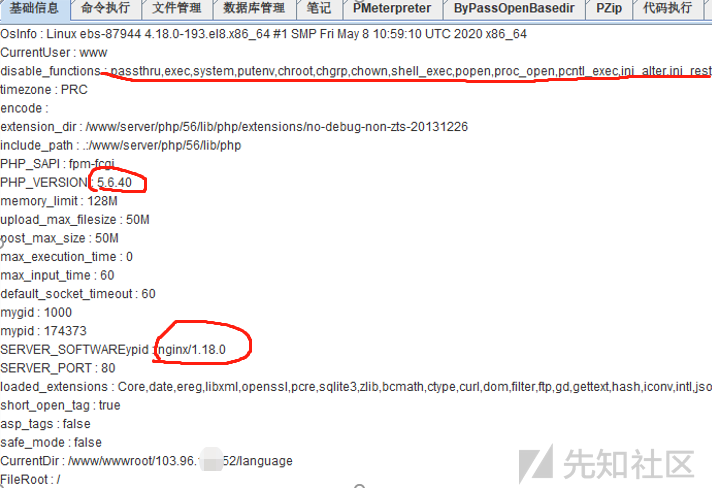 基础信息 命令执行 文件管理 数据库管理 笔记 PMeterpreter ByPassOpenBasedir PZip 代码执行
OsInfo : Linux ebs-87944 4.18.0-193.el8.x86_64 #1 SMP Fri May 8 10:59:10 UTC 2020 x86_64
CurrentUser : www
disable_functions : passthru,exec,system,putenv,chroot,chgrp,chown,shell_exec,popen,proc_open,pcntl_exec,ini_alter,ini_rest
timezone : PRC
encode :
extension_dir : /www/server/php/56/lib/php/extensions/no-debug-non-zts-20131226
include_path : .:/www/server/php/56/lib/php
PHP_SAPI : fpm-fcgi
PHP_VERSION : 5.6.40
memory_limit : 128M
upload_max_filesize : 50M
post_max_size : 50M
max_execution_time : 0
max_input_time : 60
default_socket_timeout : 60
mygid : 1000
mypid : 174373
SERVER_SOFTWAREypid : nginx/1.18.0
SERVER_PORT : 80
loaded_extensions : Core,date,ereg,libxml,openssl,pcre,sqlite3,zlib,bcmath,ctype,curl,dom,filter,ftp,gd,gettext,hash,iconv,intl,jso
short_open_tag : true
asp_tags : false
safe_mode : false
CurrentDir : /www/wwwroot/103.96. 52/language
FileRoot : /
先知社区